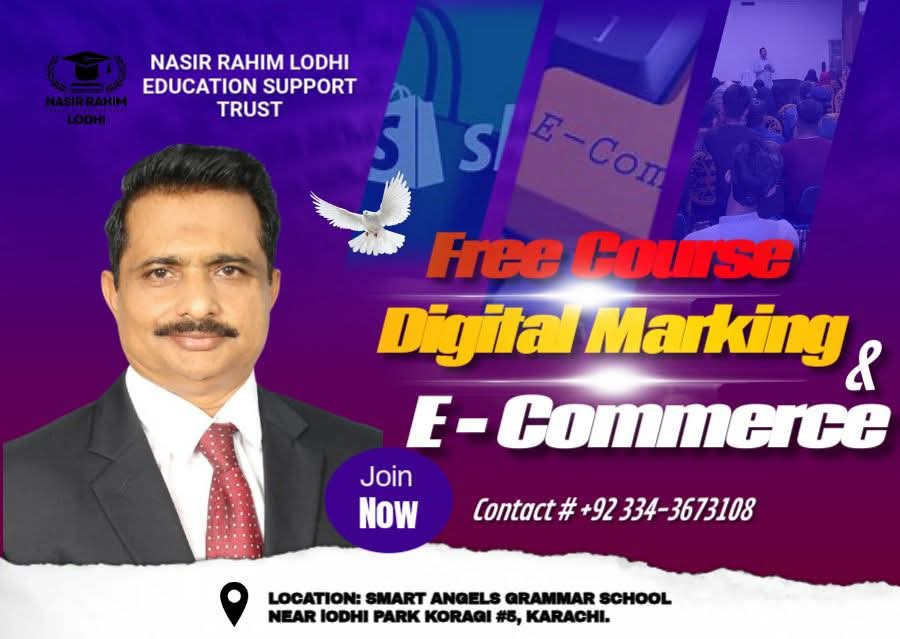 NASIR RAHIM
LODHI
NASIR RAHIM LODHI
EDUCATION SUPPORT
TRUST
S
s
E-Com
Free Course
Digital Marking
&
E - Commerce
Join
Now
Contact # +92 334-3673108
LOCATION: SMART ANGELS GRAMMAR SCHOOL
NEAR lODHI PARK KORAGI #5, KARACHI.